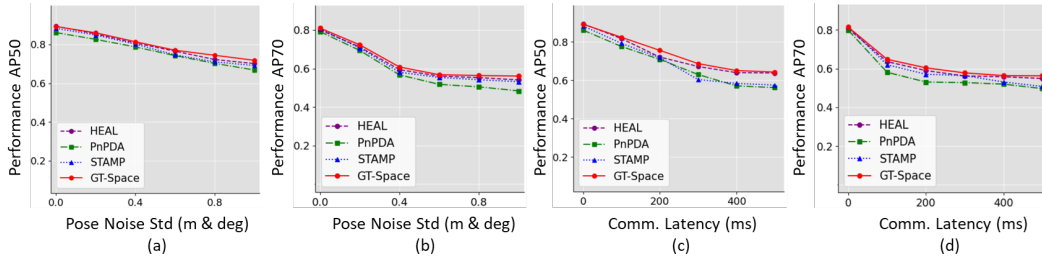 Performance AP50
0.8
0.6
0.4
0.2
HEAL
PnPDA
STAMP
GT-Space
0.0
0.4
0.8
Pose Noise Std (m & deg)
(a)
Performance AP70
0.8
0.6
0.4
0.2
HEAL
PnPDA
STAMP
GT-Space
0.0
0.4
0.8
Pose Noise Std (m & deg)
(b)
Performance AP50
0.8
0.6
0.4
0.2
HEAL
PnPDA
STAMP
GT-Space
0
200
400
Comm. Latency (ms)
(c)
Performance AP70
0.8
0.6
0.4
0.2
HEAL
PnPDA
STAMP
GT-Space
0
200
400
Comm. Latency (ms)
(d)